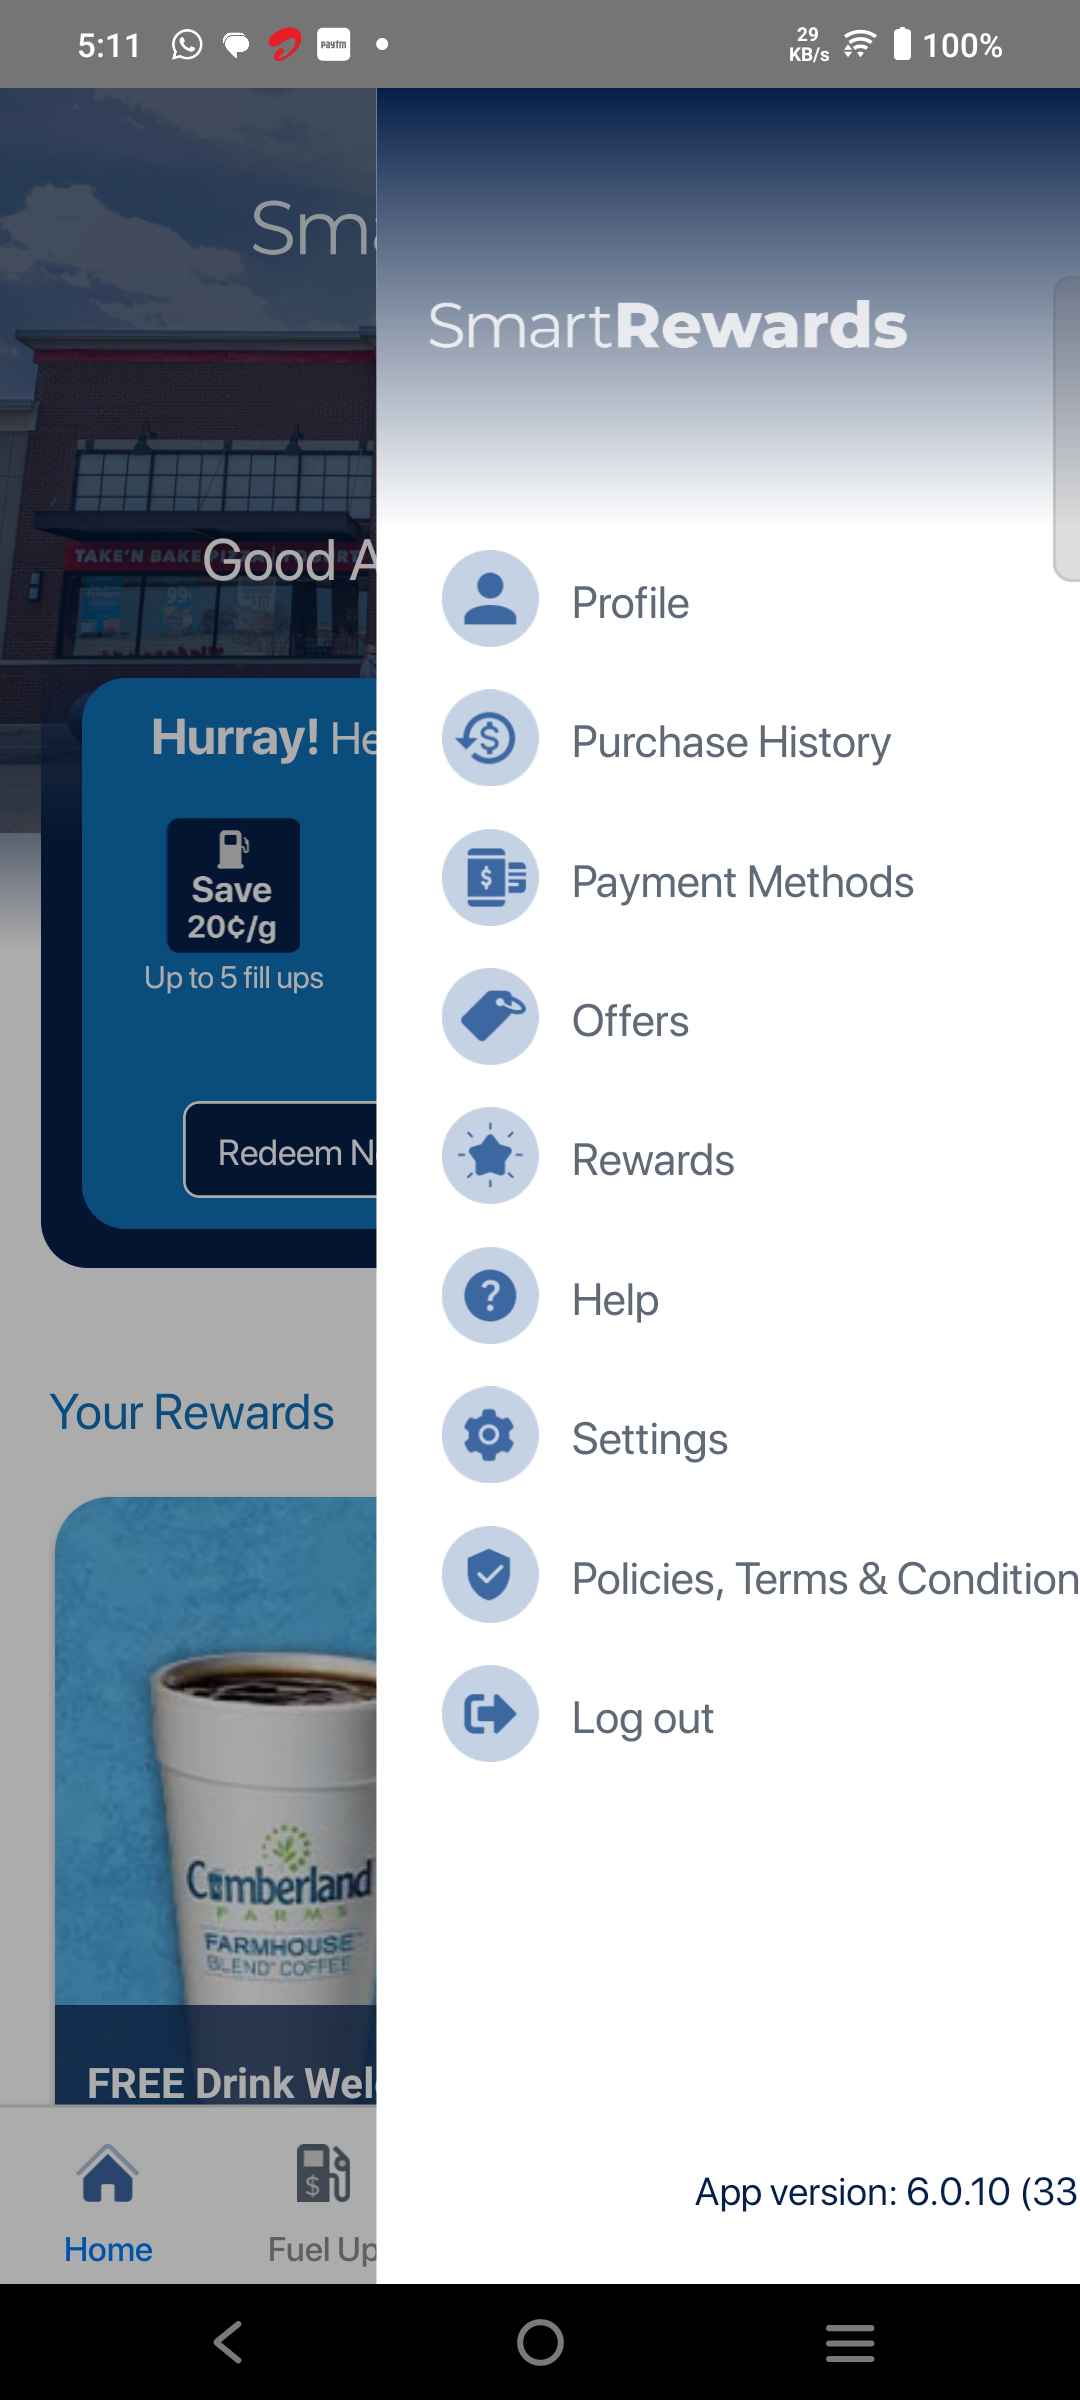 5:11
paytm
29
KB/s
100%
Sma
SmartRewards
TAKE'N BAKE PIZZA
99¢
Good A
Profile
Hurray! He
Purchase History
Save
20¢/g
Up to 5 fill ups
Payment Methods
Offers
Redeem N
Rewards
Help
Your Rewards
Settings
Policies, Terms & Condition
Log out
Cumberland
FARMS
FARMHOUSE
BLEND COFFEE
FREE Drink Wel
App version: 6.0.10 (33
Home
Fuel Up